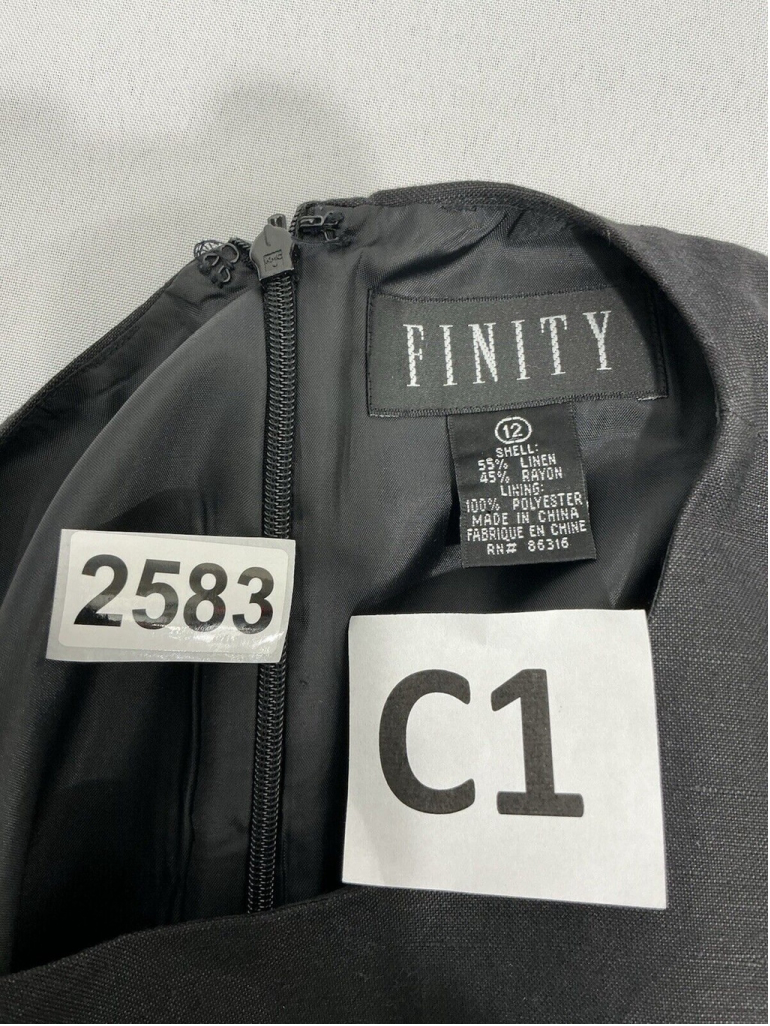 FINITY
12
SHELL:
55% LINEN
45% RAYON
LINING:
100% POLYESTER
MADE IN CHINA
FABRIQUE EN CHINE
RN# 86316
2583
C1